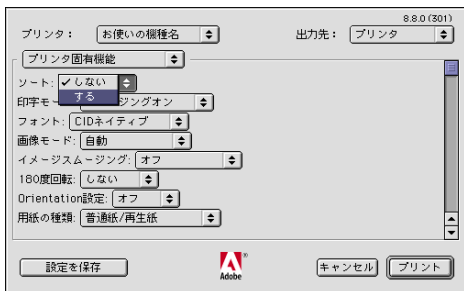 8.8.0 (301)
プリンタ： お使いの機種名 出力先： プリンタ
プリンタ固有機能
ソート： ✓しない
する
印字モ ジングオン
フォント： CIDネイティブ
画像モード： 自動
イメージスムージング： オフ
180度回転： しない
Orientation設定： オフ
用紙の種類： 普通紙/再生紙
設定を保存 Adobe キャンセル プリント